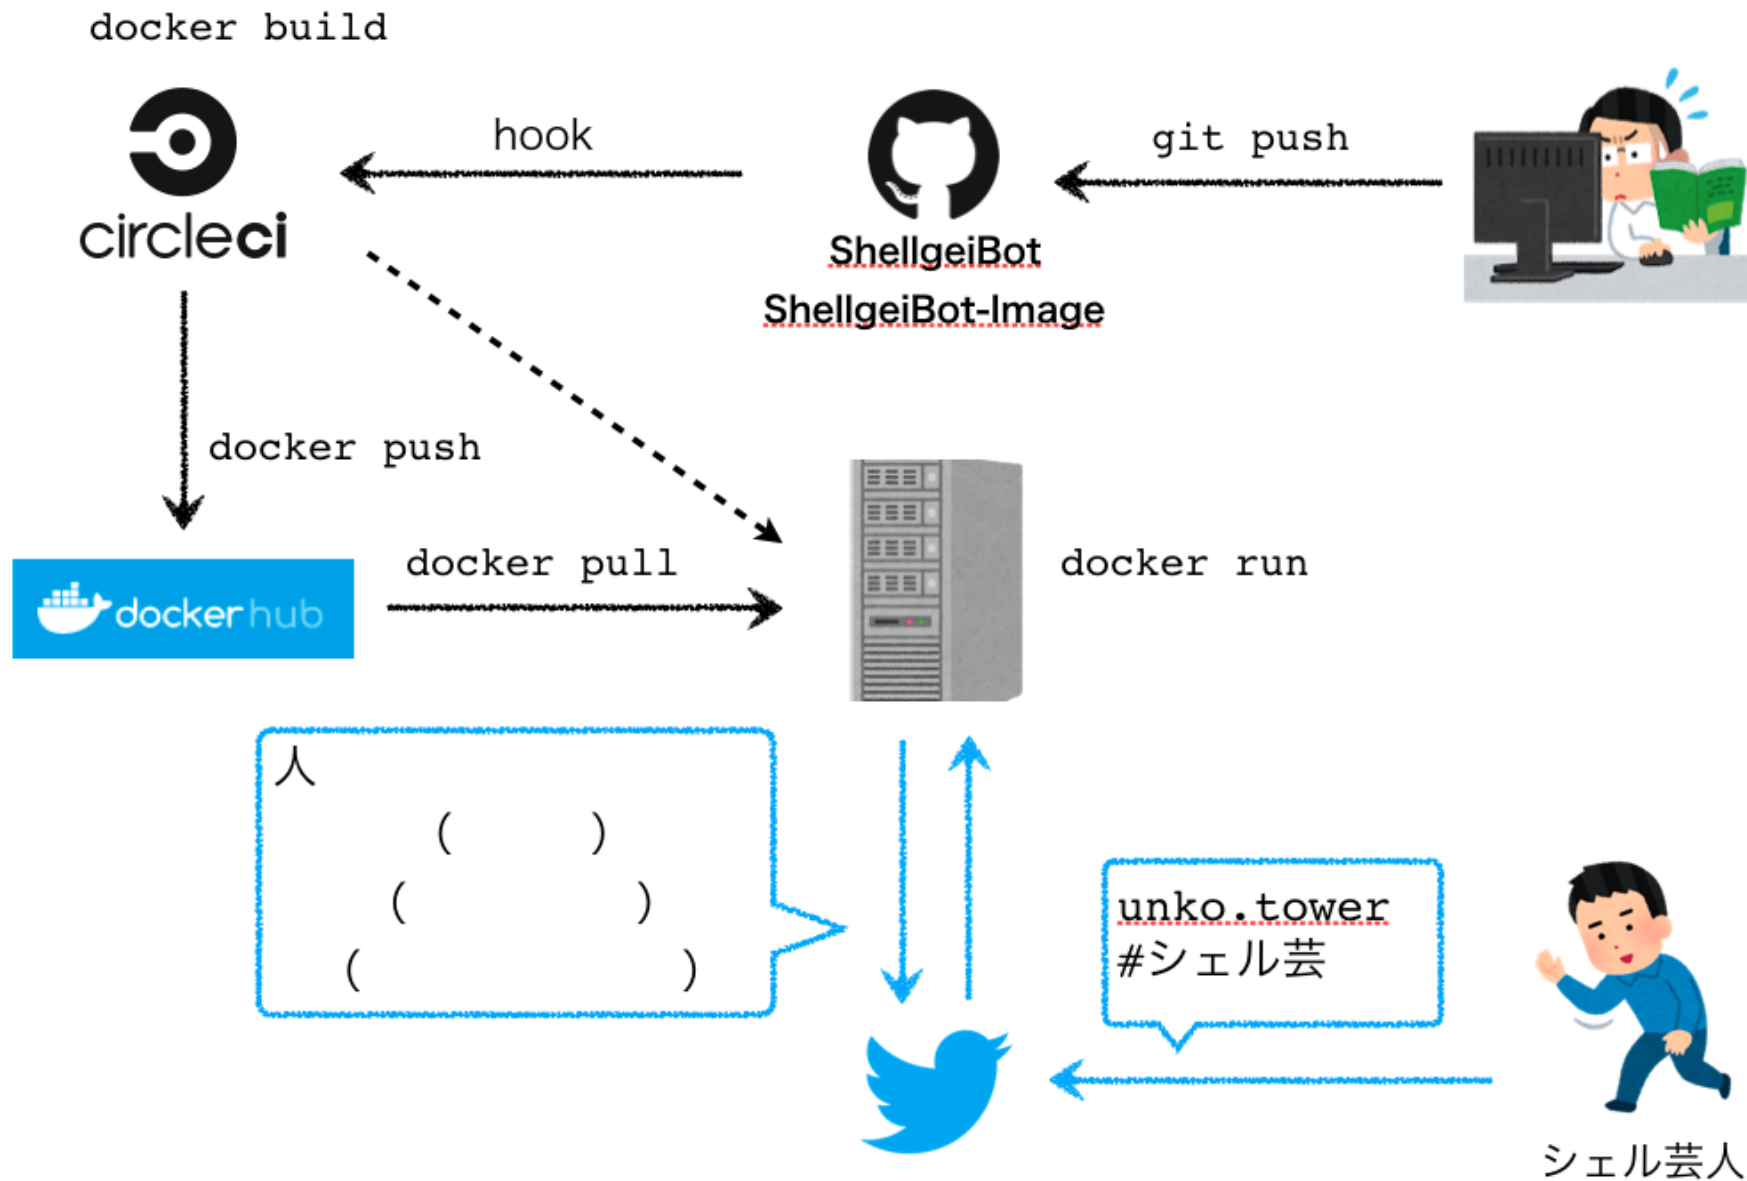 docker build
hook
git push
circleci
ShellgeiBot
ShellgeiBot-Image
docker push
docker pull
docker run
dockerhub
人
(　　　)
(　　　　　)
(　　　　　　　)
unko.tower
#シェル芸
シェル芸人